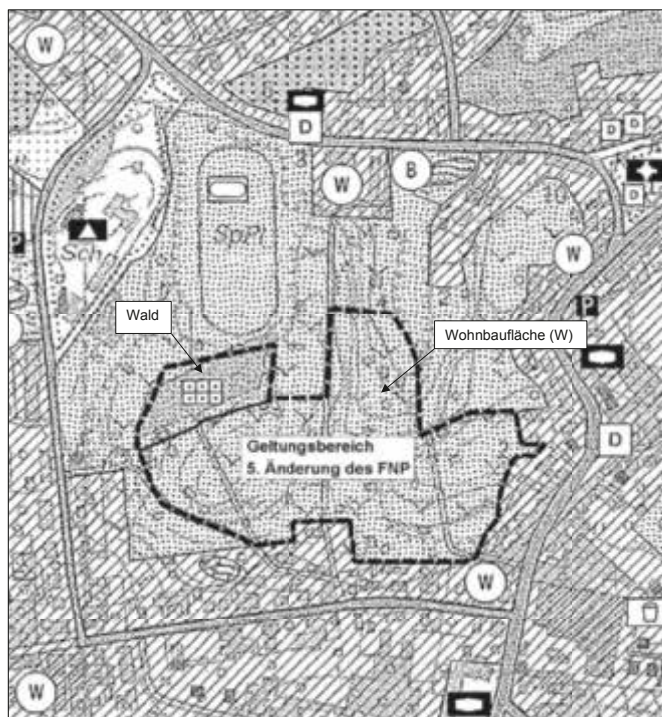 W
D
W
B
D
D
D
SpPl
Sch
W
P
P
Wald
Wohnbaufläche (W)
D
Geltungsbereich
5. Änderung des FNP
W
W